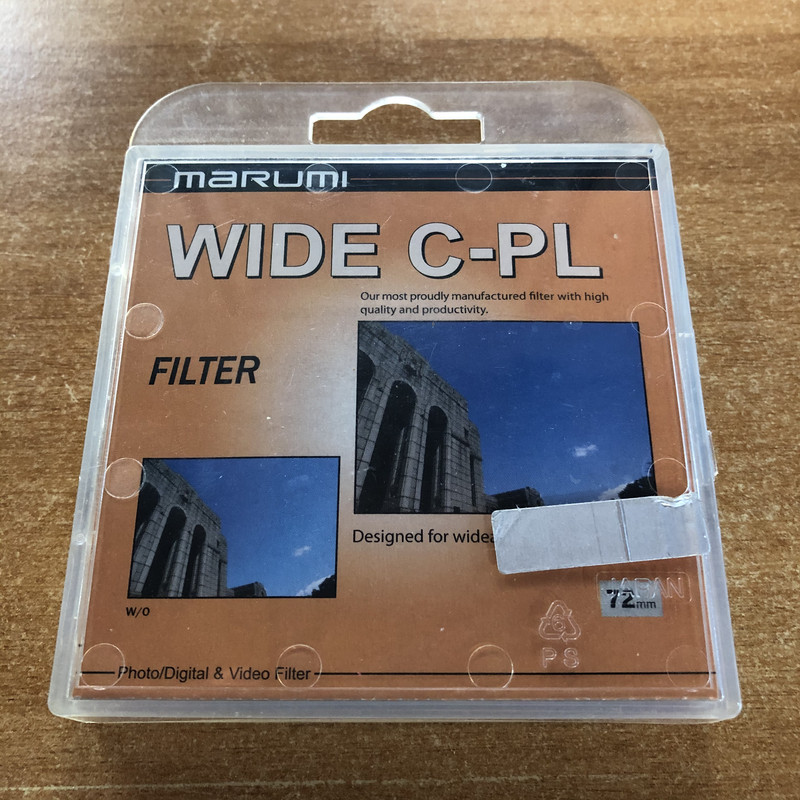 marumi
WIDE C-PL
Our most proudly manufactured filter with high
quality and productivity.
FILTER
Designed for
W/O
JAPAN
72mm
PS
Photo/Digital & Video Filter